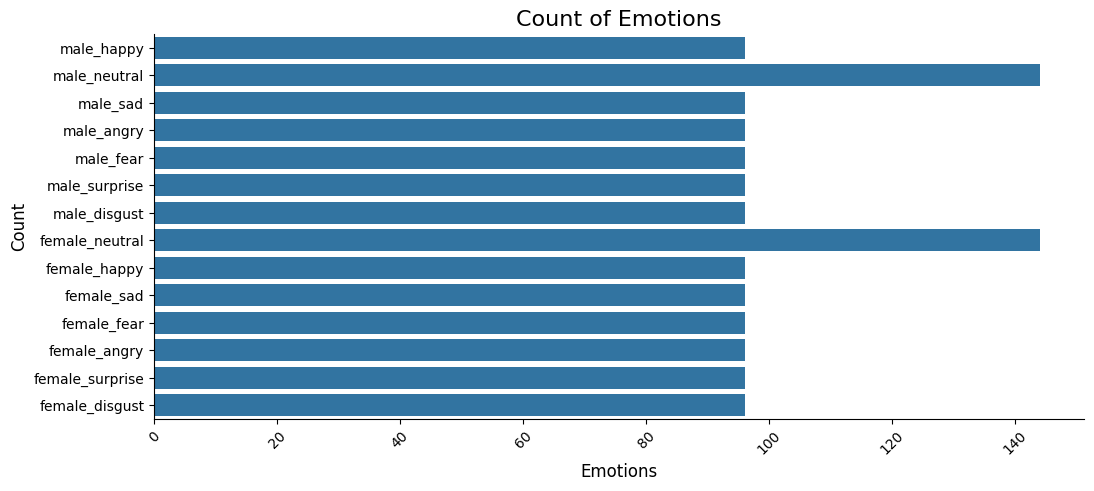 Count of Emotions
male_happy
male_neutral
male_sad
male_angry
male_fear
male_surprise
male_disgust
female_neutral
female_happy
female_sad
female_fear
female_angry
female_surprise
female_disgust
Count
0 20 40 60 80 100 120 140
Emotions